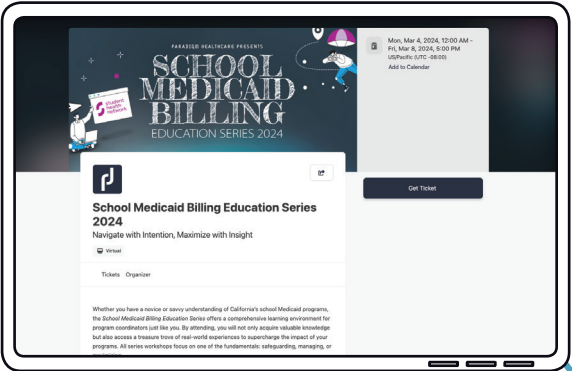 PARADIGM HEALTHCARE PRESENTS
SCHOOL
MEDICAID
BILLING
EDUCATION SERIES 2024
student
health
network
Mon, Mar 4, 2024, 12:00 AM -
Fri, Mar 8, 2024, 5:00 PM
US/Pacific (UTC -08:00)
Add to Calendar
Get Ticket
School Medicaid Billing Education Series
2024
Navigate with Intention, Maximize with Insight
Virtual
Tickets Organizer
Whether you have a novice or savvy understanding of California's school Medicaid programs,
the School Medicaid Billing Education Series offers a comprehensive learning environment for
program coordinators just like you. By attending, you will not only acquire valuable knowledge
but also access a treasure trove of real-world experiences to supercharge the impact of your
programs. All series workshops focus on one of the fundamentals: safeguarding, managing, or